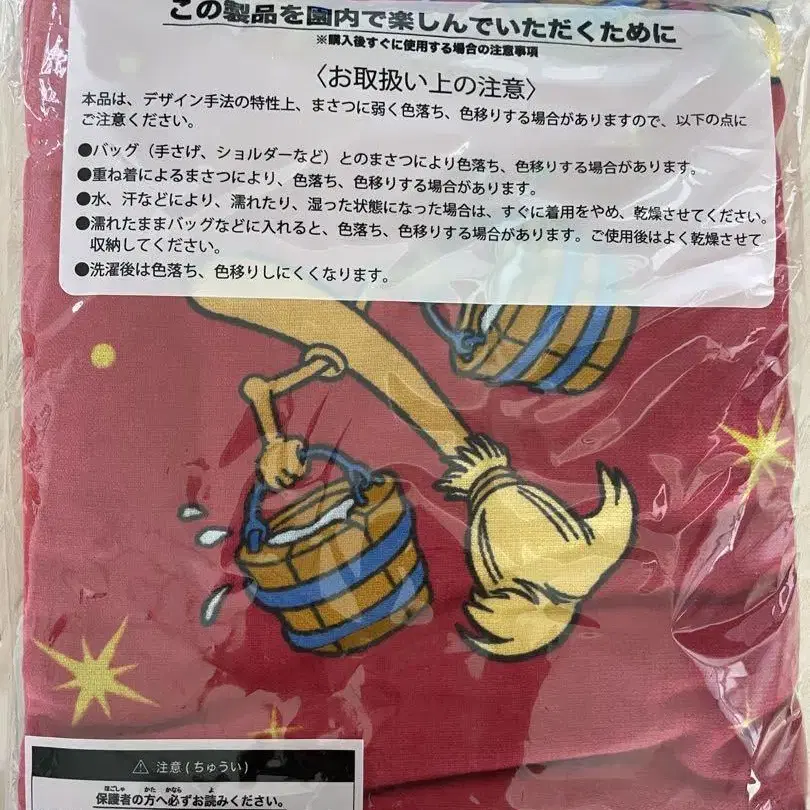 この製品を園内で楽しんでいただくために
※購入後すぐに使用する場合の注意事項
〈お取扱い上の注意〉
本品は、デザイン手法の特性上、まさつに弱く色落ち、色移りする場合がありますので、以下の点に
ご注意ください。
●バッグ（手さげ、ショルダーなど）とのまさつにより色落ち、色移りする場合があります。
●重ね着によるまさつにより、色落ち、色移りする場合があります。
●水、汗などにより、濡れたり、湿った状態になった場合は、すぐに着用をやめ、乾燥させてください。
●濡れたままバッグなどに入れると、色落ち、色移りする場合があります。ご使用後はよく乾燥させて
収納してください。
●洗濯後は色落ち、色移りしにくくなります。
⚠ 注意(ちゅうい)
ほごしゃ かた かなら よ
保護者の方へ必ずお読みください。